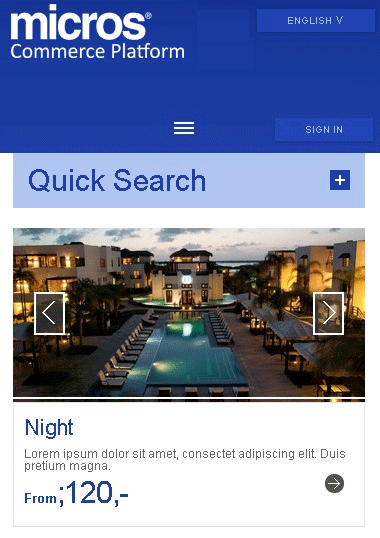 micros®
Commerce Platform
ENGLISH V
SIGN IN
Quick Search
Night
Lorem ipsum dolor sit amet, consectet adipiscing elit. Duis
pretium magna.
From;120,-